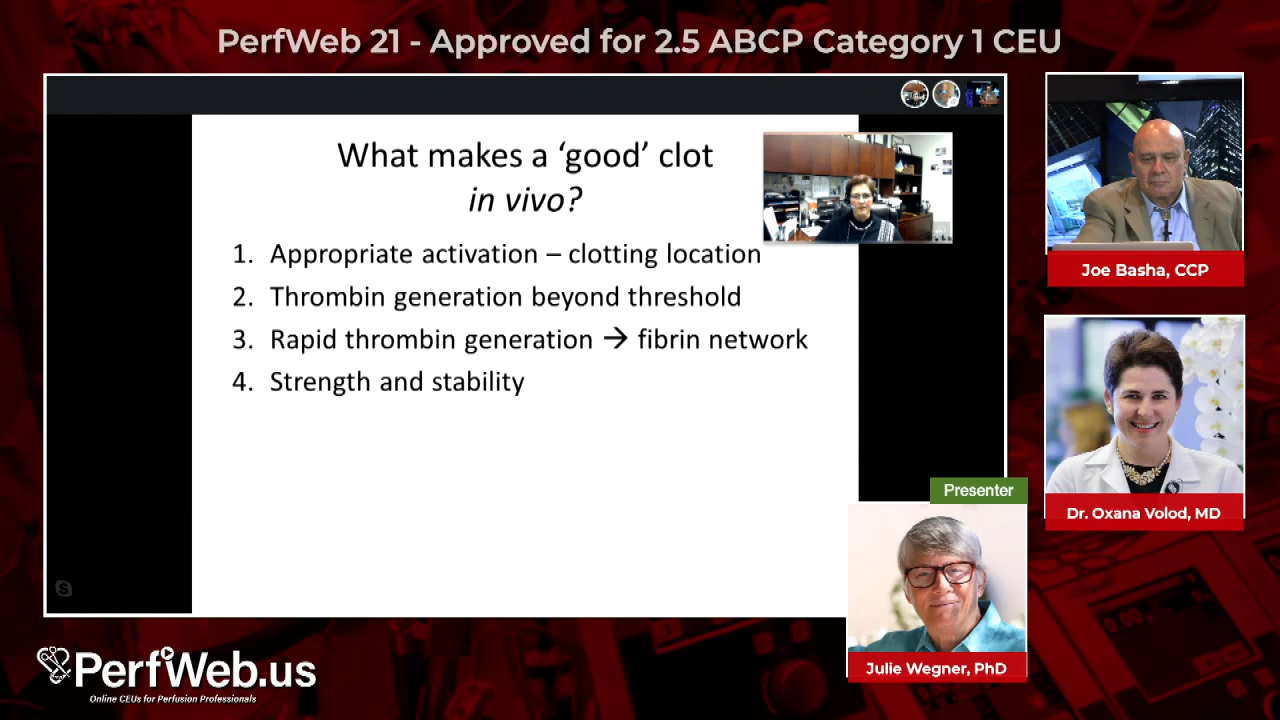 PerfWeb 21 - Approved for 2.5 ABCP Category 1 CEU
What makes a ‘good’ clot
in vivo?
1. Appropriate activation – clotting location
2. Thrombin generation beyond threshold
3. Rapid thrombin generation → fibrin network
4. Strength and stability
Joe Basha, CCP
Dr. Oxana Volod, MD
Presenter
Julie Wegner, PhD
PerfWeb.us
Online CEUs for Perfusion Professionals